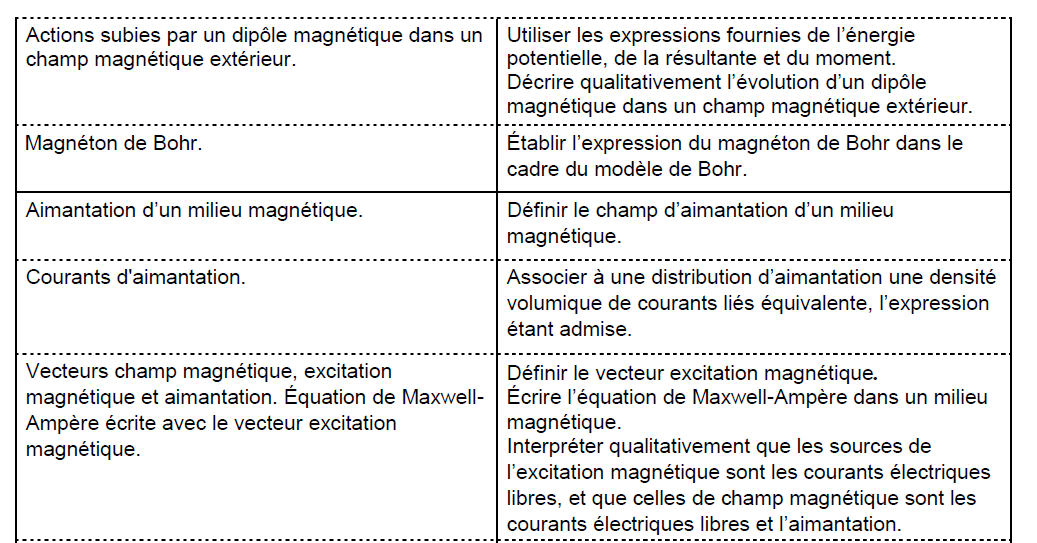 Actions subies par un dipôle magnétique dans un
champ magnétique extérieur.
Utiliser les expressions fournies de l’énergie
potentielle, de la résultante et du moment.
Décrire qualitativement l’évolution d’un dipôle
magnétique dans un champ magnétique extérieur.
Magnéton de Bohr.
Établir l’expression du magnéton de Bohr dans le
cadre du modèle de Bohr.
Aimantation d’un milieu magnétique.
Définir le champ d’aimantation d’un milieu
magnétique.
Courants d'aimantation.
Associer à une distribution d’aimantation une densité
volumique de courants liés équivalente, l’expression
étant admise.
Vecteurs champ magnétique, excitation
magnétique et aimantation. Équation de Maxwell-
Ampère écrite avec le vecteur excitation
magnétique.
Définir le vecteur excitation magnétique.
Écrire l’équation de Maxwell-Ampère dans un milieu
magnétique.
Interpréter qualitativement que les sources de
l’excitation magnétique sont les courants électriques
libres, et que celles de champ magnétique sont les
courants électriques libres et l’aimantation.